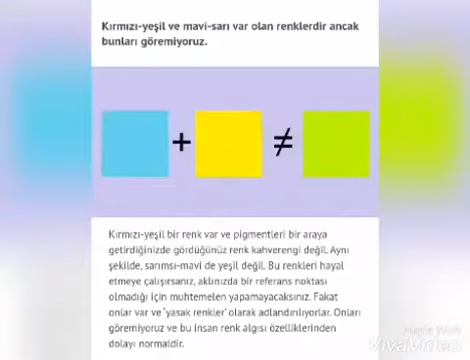 Kırmızı-yeşil ve mavi-sarı var olan renklerdir ancak
bunları göremiyoruz.
+ ≠
Kırmızı-yeşil bir renk var ve pigmentleri bir araya
getirdiğinizde gördüğünüz renk kahverengi değil. Aynı
şekilde, sarımsı-mavi de yeşil değil. Bu renkleri hayal
etmeye çalışırsanız, aklınızda bir referans noktası
olmadığı için muhtemelen yapamayacaksınız. Fakat
onlar var ve 'yasak renkler' olarak adlandırılıyorlar. Onları
göremiyoruz ve bu insan renk algısı özelliklerinden
dolayı normaldir.
Made With
VivaVideo